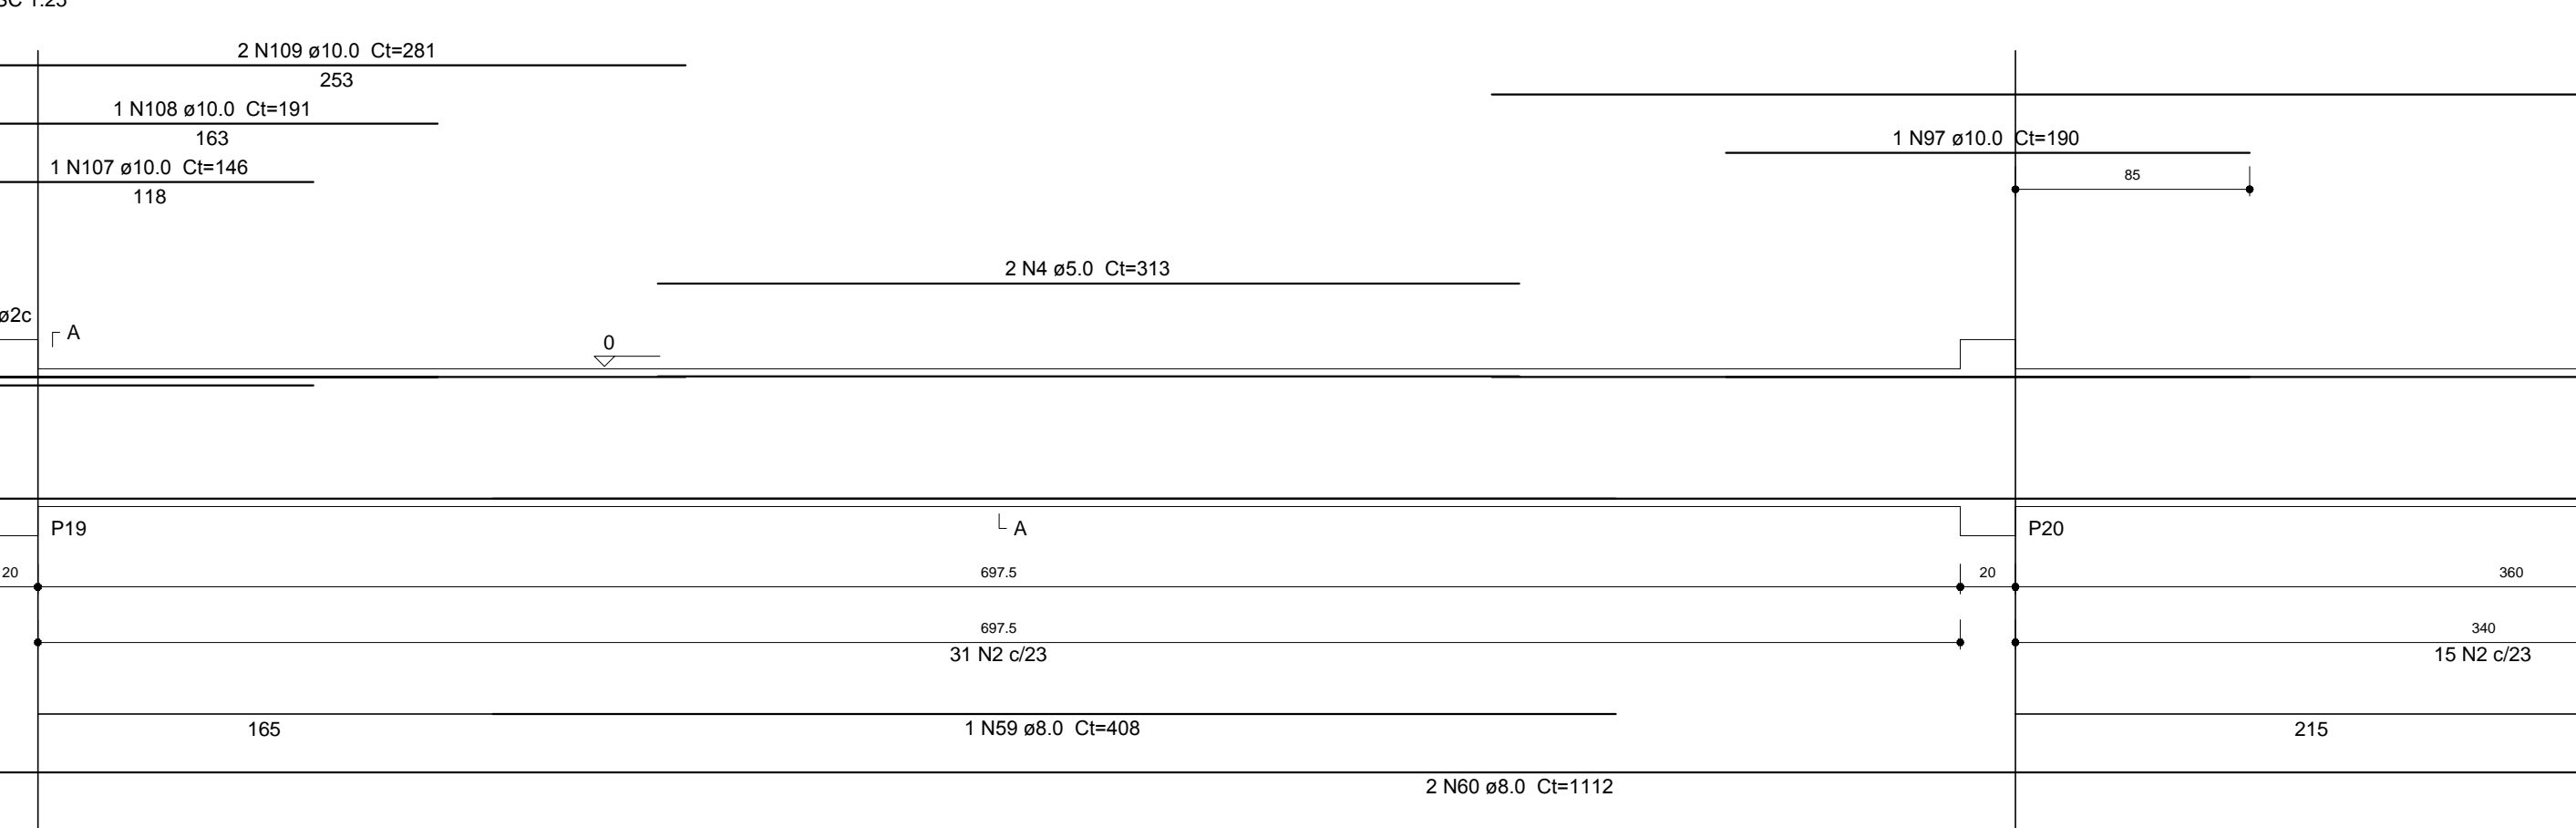 2 N109 ø10.0 Ct=281
253
1 N108 ø10.0 Ct=191
163
1 N97 ø10.0 Ct=190
1 N107 ø10.0 Ct=146
85
118
2 N4 ø5.0 Ct=313
ø2c
A
0
P19
A
P20
20
697.5
20
360
697.5
340
31 N2 c/23
15 N2 c/23
165
1 N59 ø8.0 Ct=408
215
2 N60 ø8.0 Ct=1112